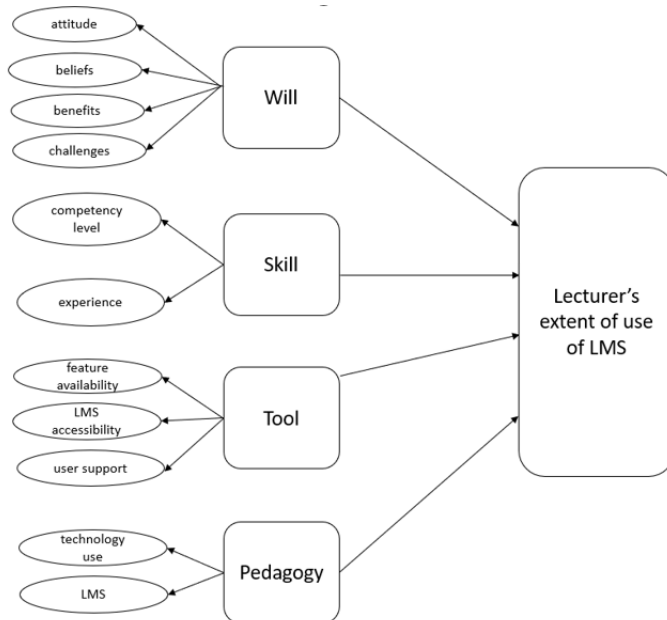 attitude
beliefs
benefits
challenges
Will
competency
level
experience
Skill
feature
availability
LMS
accessibility
user support
Tool
technology
use
LMS
Pedagogy
Lecturer's
extent of use
of LMS